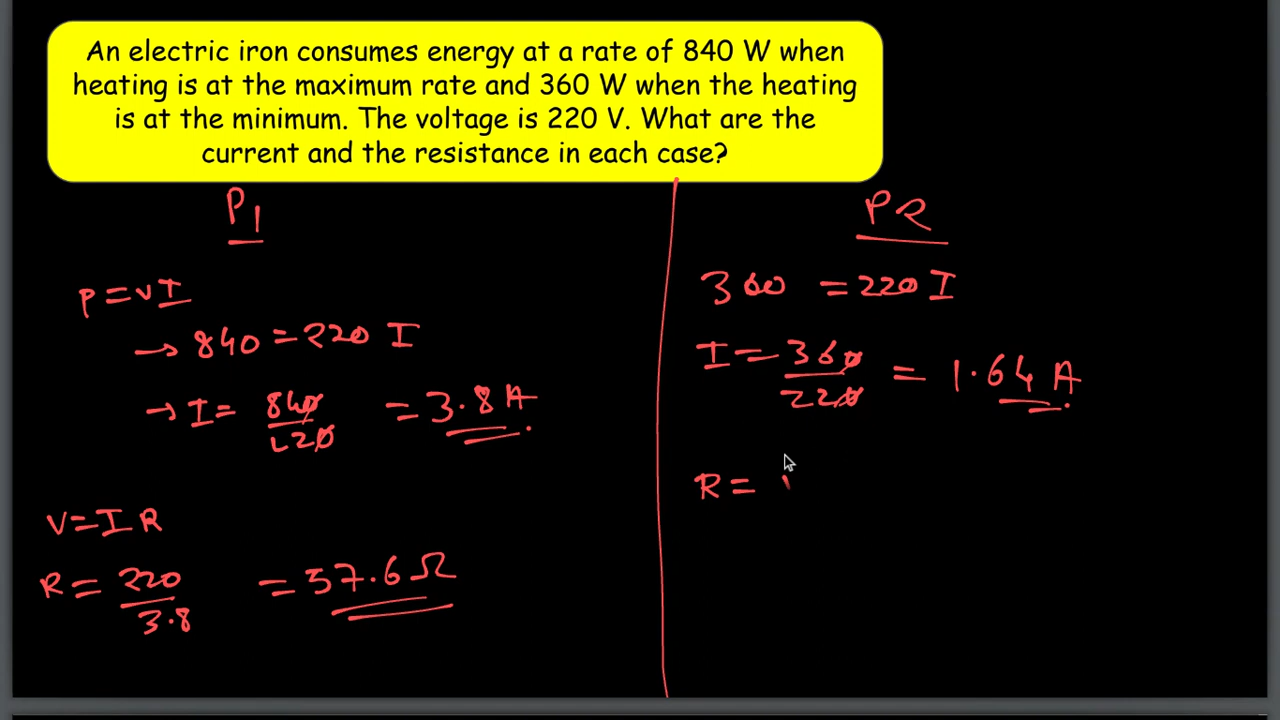 An electric iron consumes energy at a rate of 840 W when
heating is at the maximum rate and 360 W when the heating
is at the minimum. The voltage is 220 V. What are the
current and the resistance in each case?
P1
P = VI
→ 840 = 220 I
→ I = 840/220 = 3.8 A
V = I R
R = 220/3.8 = 57.6 Ω
P2
360 = 220 I
I = 360/220 = 1.64 A
R =